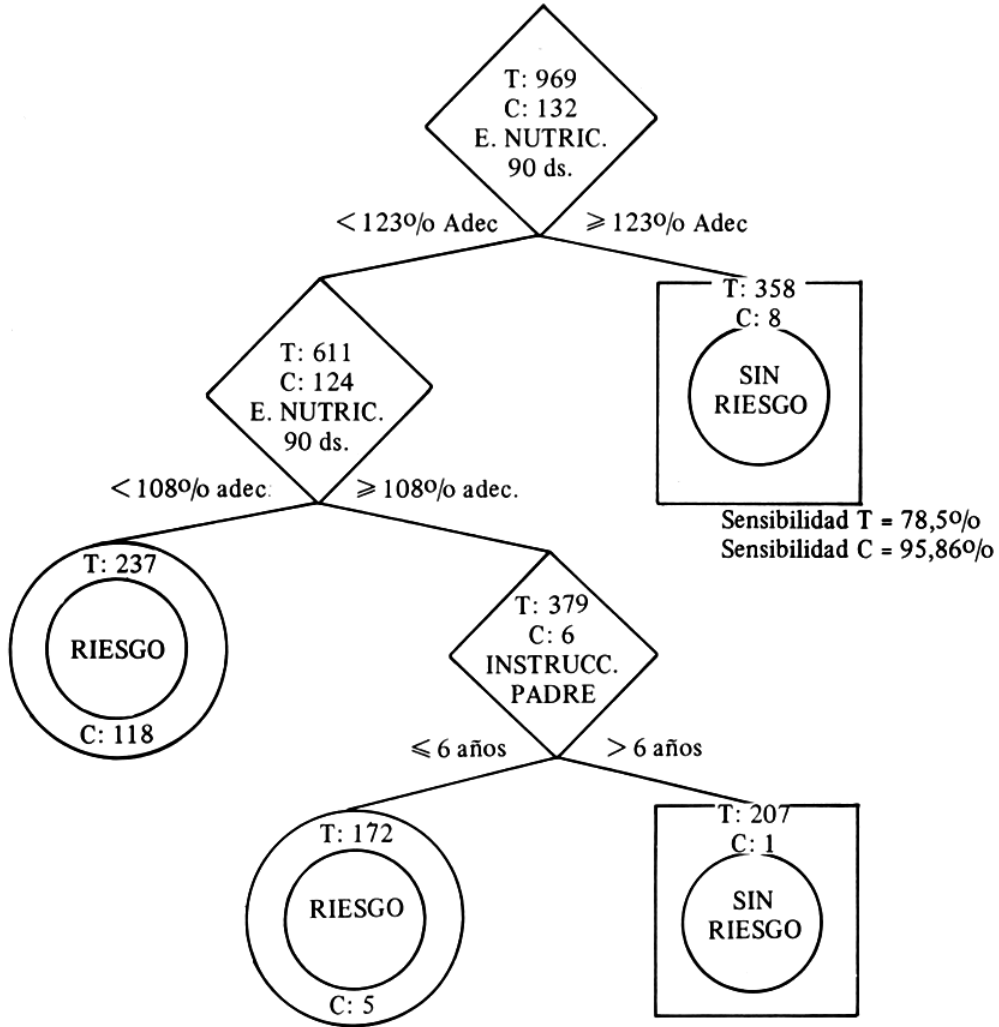 T: 969
C: 132
E. NUTRIC.
90 ds.
< 123% Adec
≥ 123% Adec
T: 358
C: 8
SIN
RIESGO
T: 611
C: 124
E. NUTRIC.
90 ds.
< 108% adec.
≥ 108% adec.
Sensibilidad T = 78,5%
Sensibilidad C = 95,86%
T: 237
RIESGO
C: 118
T: 379
C: 6
INSTRUCC.
PADRE
≤ 6 años
> 6 años
T: 172
RIESGO
C: 5
T: 207
C: 1
SIN
RIESGO